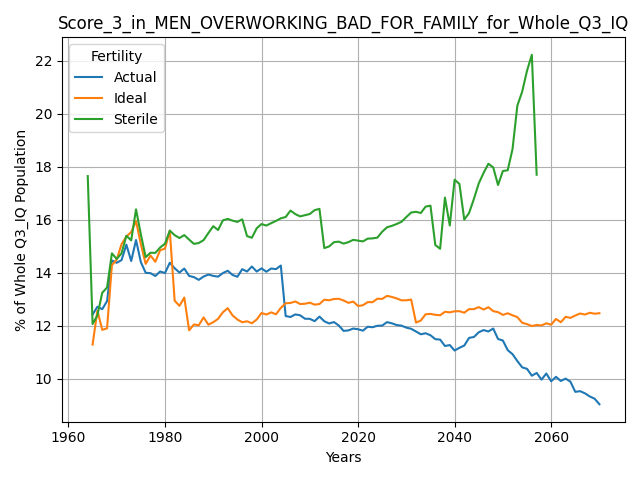 Score_3_in_MEN_OVERWORKING_BAD_FOR_FAMILY_for_Whole_Q3_IQ
Fertility
Actual
Ideal
Sterile
% of Whole Q3_IQ Population
22
20
18
16
14
12
10
1960
1980
2000
2020
2040
2060
Years